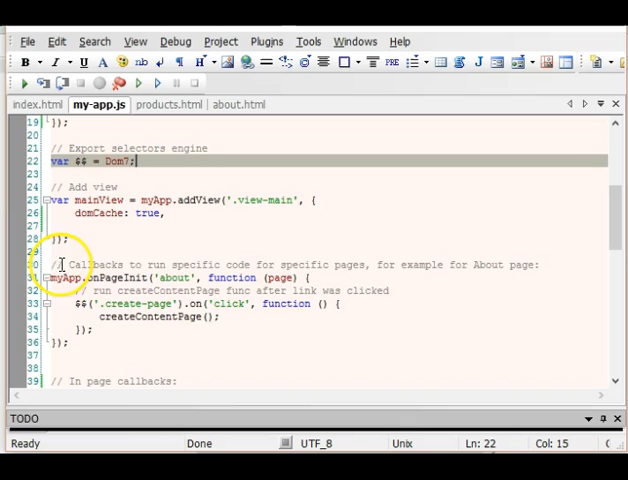 File Edit Search View Debug Project Plugins Tools Windows Help
B I U nb H PRE
index.html my-app.js products.html about.html
19 });
20
21 // Export selectors engine
22 var $$ = Dom7;
23
24 // Add view
25 var mainView = myApp.addView('.view-main', {
26 domCache: true,
27
28 });
29
30 // Callbacks to run specific code for specific pages, for example for About page:
31 myApp.onPageInit('about', function (page) {
32 // run createContentPage func after link was clicked
33 $$('.create-page').on('click', function () {
34 createContentPage();
35 });
36 });
37
38
39 // In page callbacks:
TODO
Ready Done UTF_8 Unix Ln: 22 Col: 15